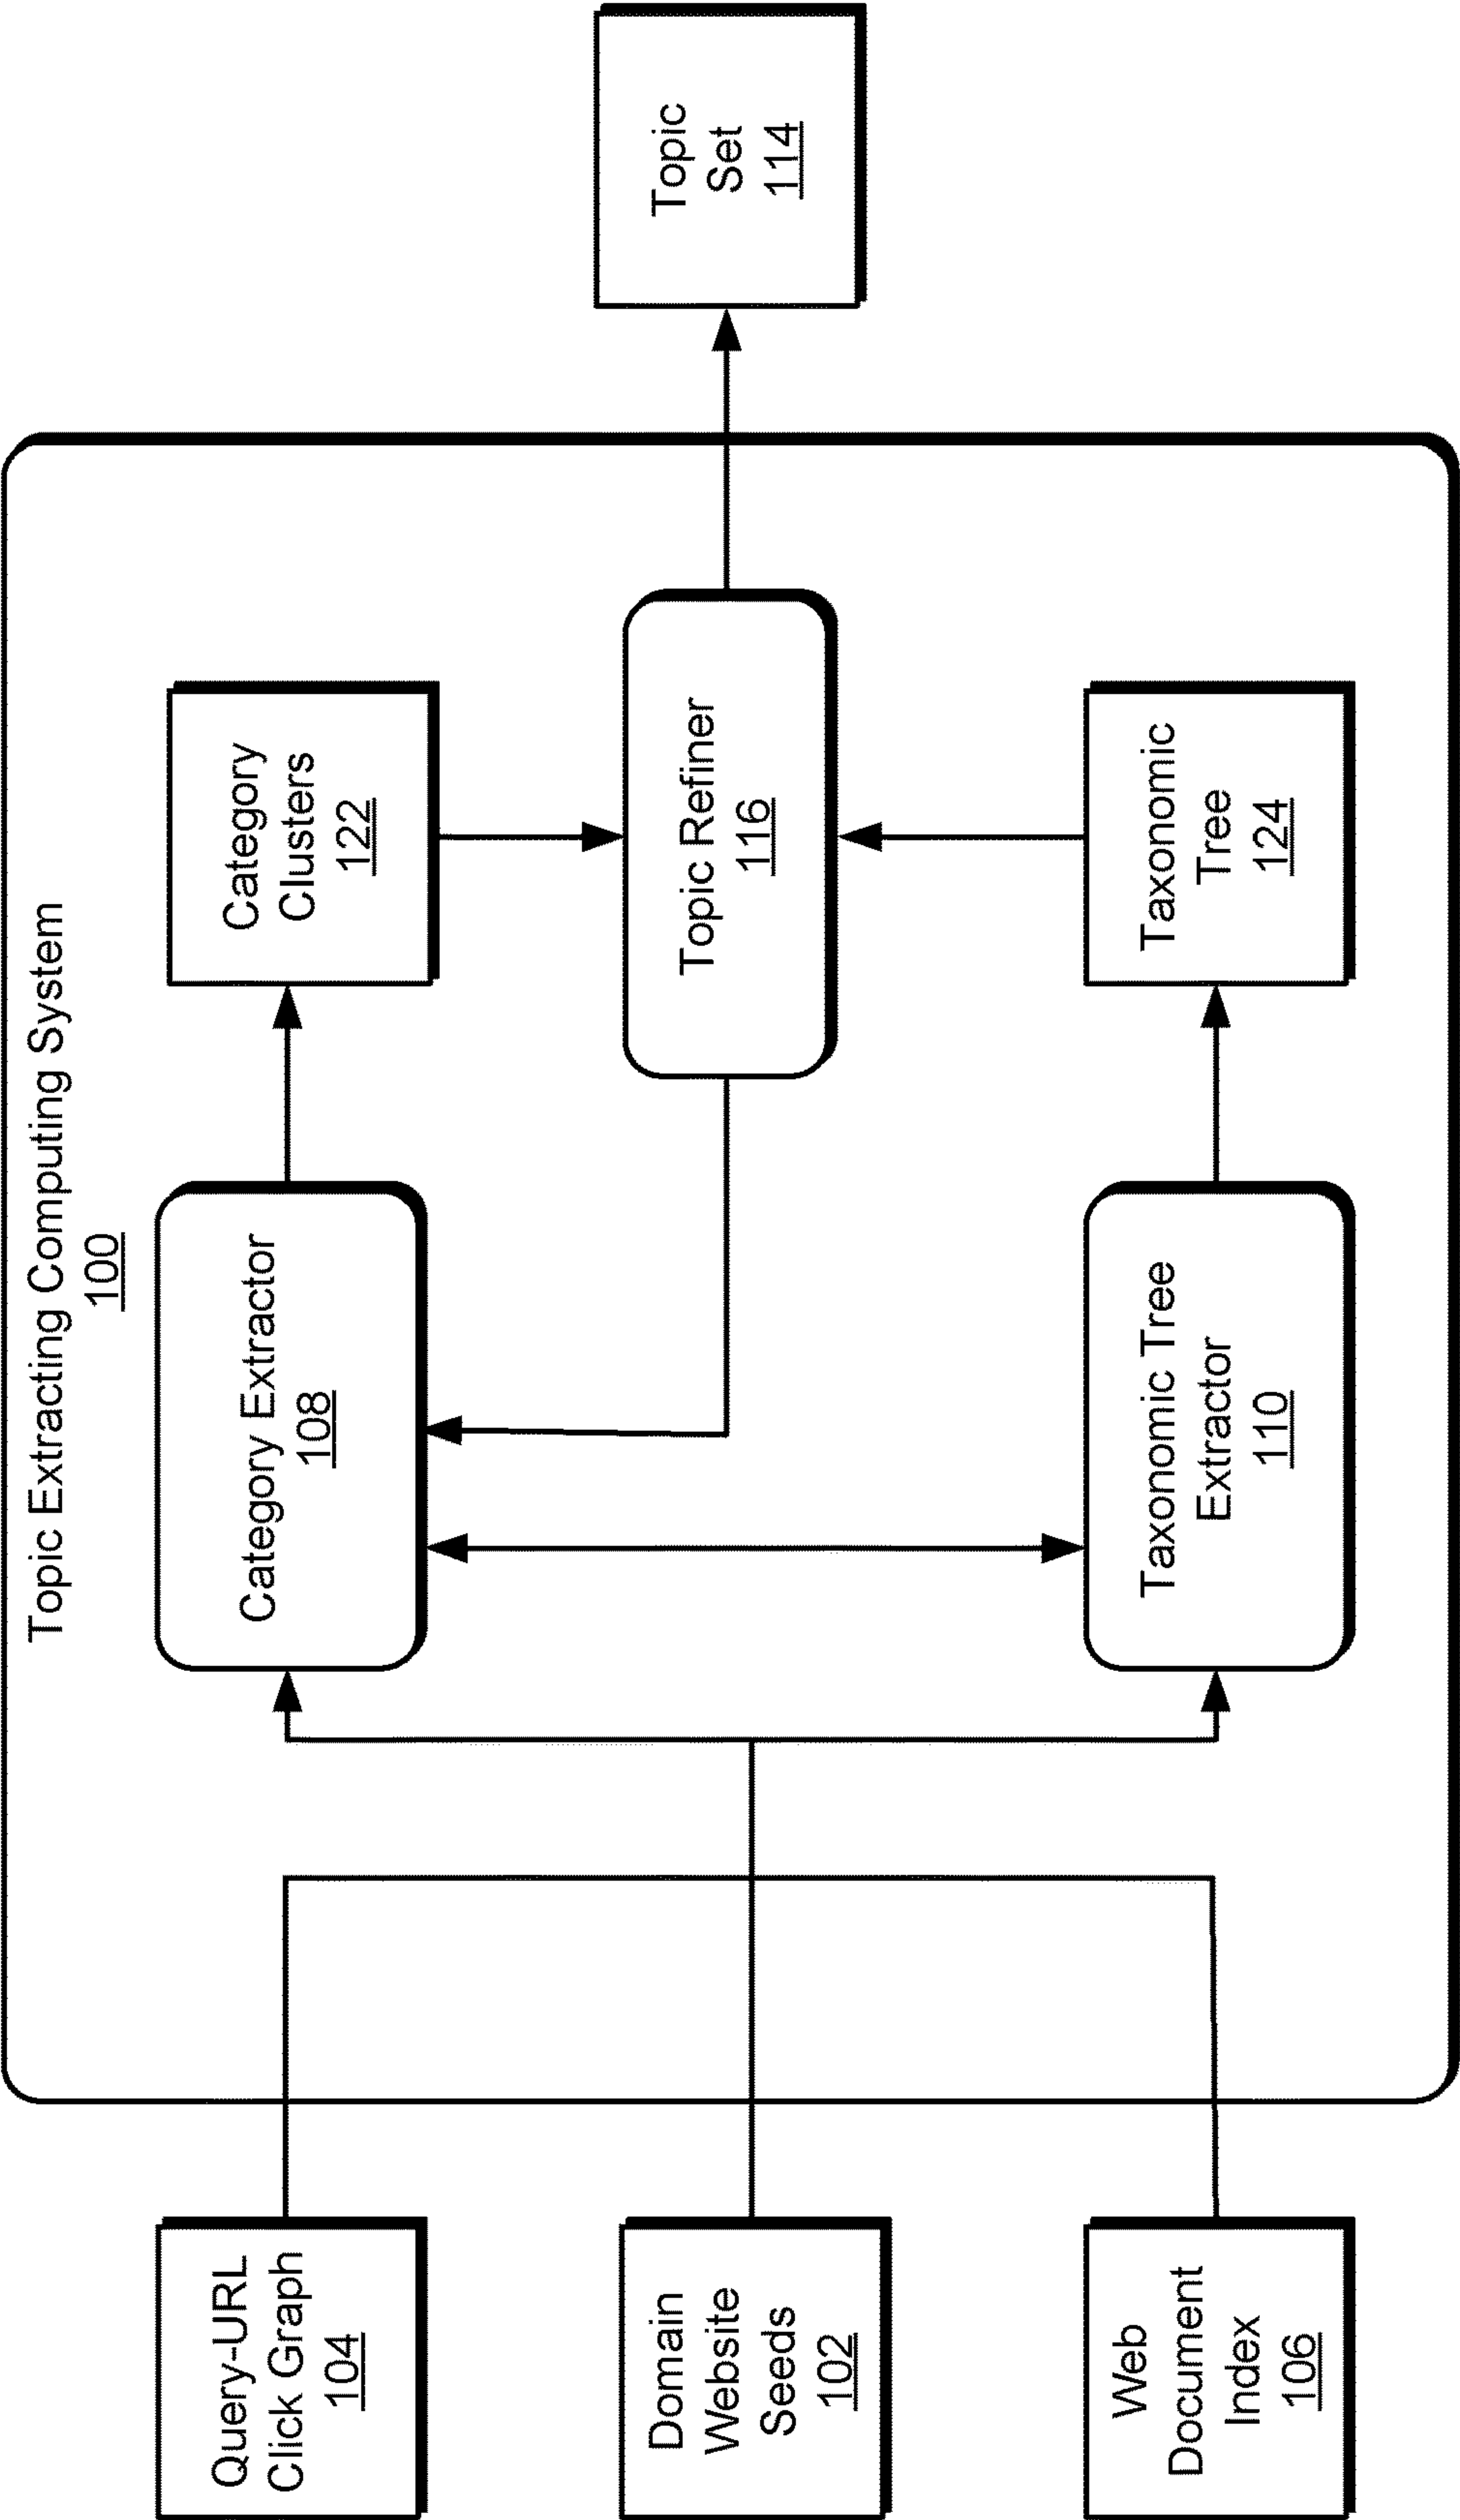 Topic Extracting Computing System
100
Query-URL
Click Graph
104
Domain
Website
Seeds
102
Web
Document
Index
106
Category Extractor
108
Taxonomic Tree
Extractor
110
Category
Clusters
122
Topic Refiner
116
Taxonomic
Tree
124
Topic
Set
114